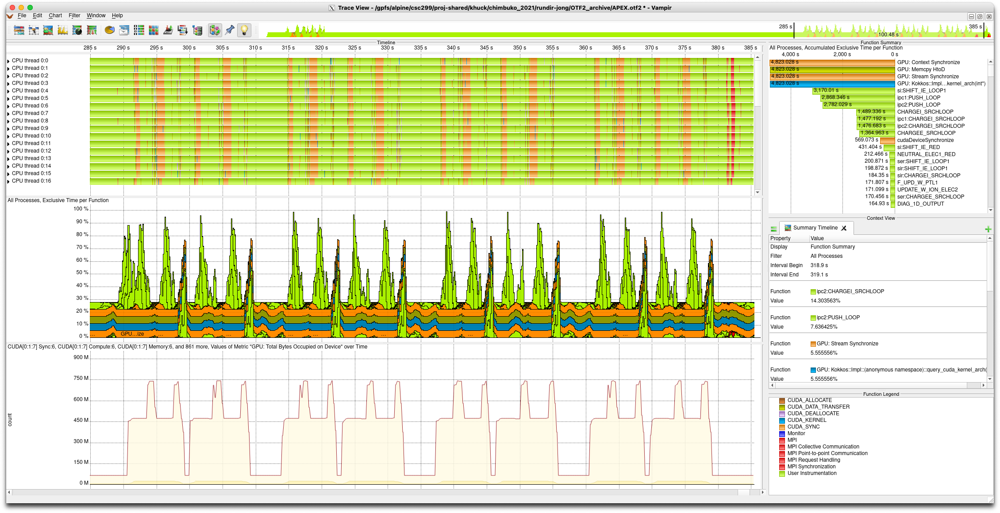 Trace View - /gpfs/alpine/csc299/proj-shared/khuck/chimbuko_2021/rundir-jong/OTF2_archive/APEX.otf2 * - Vampir
File Edit Chart Filter Window Help
285 s 385 s
100.48 s
Timeline
285 s 290 s 295 s 300 s 305 s 310 s 315 s 320 s 325 s 330 s 335 s 340 s 345 s 350 s 355 s 360 s 365 s 370 s 375 s 380 s 385 s
CPU thread 0:0
CPU thread 0:1
CPU thread 0:2
CPU thread 0:3
CPU thread 0:4
CPU thread 0:5
CPU thread 0:6
CPU thread 0:7
CPU thread 0:8
CPU thread 0:9
CPU thread 0:10
CPU thread 0:11
CPU thread 0:12
CPU thread 0:13
CPU thread 0:14
CPU thread 0:15
CPU thread 0:16
All Processes, Exclusive Time per Function
100 %
90 %
80 %
70 %
60 %
50 %
40 %
30 %
20 %
10 %
0 %
... GPU...ize ... ... ... ... ... ... ...
CUDA[0:1:7] Sync:6, CUDA[0:1:7] Compute:6, CUDA[0:1:7] Memory:6, and 861 more, Values of Metric "GPU: Total Bytes Occupied on Device" over Time
900 M
750 M
600 M
450 M
300 M
150 M
0 M
count
Function Summary
All Processes, Accumulated Exclusive Time per Function
4,000 s 2,000 s 0 s
4,823.028 s GPU: Context Synchronize
4,823.028 s GPU: Memcpy HtoD
4,823.028 s GPU: Stream Synchronize
4,823.028 s GPU: Kokkos::Impl...kernel_arch(int*)
3,170.01 s si:SHIFT_IE_LOOP1
2,868.346 s ipc1:PUSH_LOOP
2,782.029 s ipc2:PUSH_LOOP
1,489.336 s CHARGEI_SRCHLOOP
1,477.192 s ipc1:CHARGEI_SRCHLOOP
1,476.683 s ipc2:CHARGEI_SRCHLOOP
1,364.963 s CHARGEE_SRCHLOOP
569.073 s cudaDeviceSynchronize
431.404 s si:SHIFT_IE_RED
212.466 s NEUTRAL_ELEC1_RED
200.871 s ser:SHIFT_IE_LOOP1
198.872 s sir:SHIFT_IE_LOOP1
184.35 s sir:CHARGEI_SRCHLOOP
171.807 s F_UPD_W_PTL1
171.099 s UPDATE_W_ION_ELEC2
170.456 s ser:CHARGEE_SRCHLOOP
164.93 s DIAG_1D_OUTPUT
Context View
Summary Timeline
Property Value
Display Function Summary
Filter All Processes
Interval Begin 318.9 s
Interval End 319.1 s
Function ipc2:CHARGEI_SRCHLOOP
Value 14.303563%
Function ipc2:PUSH_LOOP
Value 7.636425%
Function GPU: Stream Synchronize
Value 5.555556%
Function GPU: Kokkos::Impl::(anonymous namespace)::query_cuda_kernel_arch(
Value 5.555556%
Function Legend
CUDA_ALLOCATE
CUDA_DATA_TRANSFER
CUDA_DEALLOCATE
CUDA_KERNEL
CUDA_SYNC
Monitor
MPI
MPI Collective Communication
MPI Point-to-point Communication
MPI Request Handling
MPI Synchronization
User Instrumentation